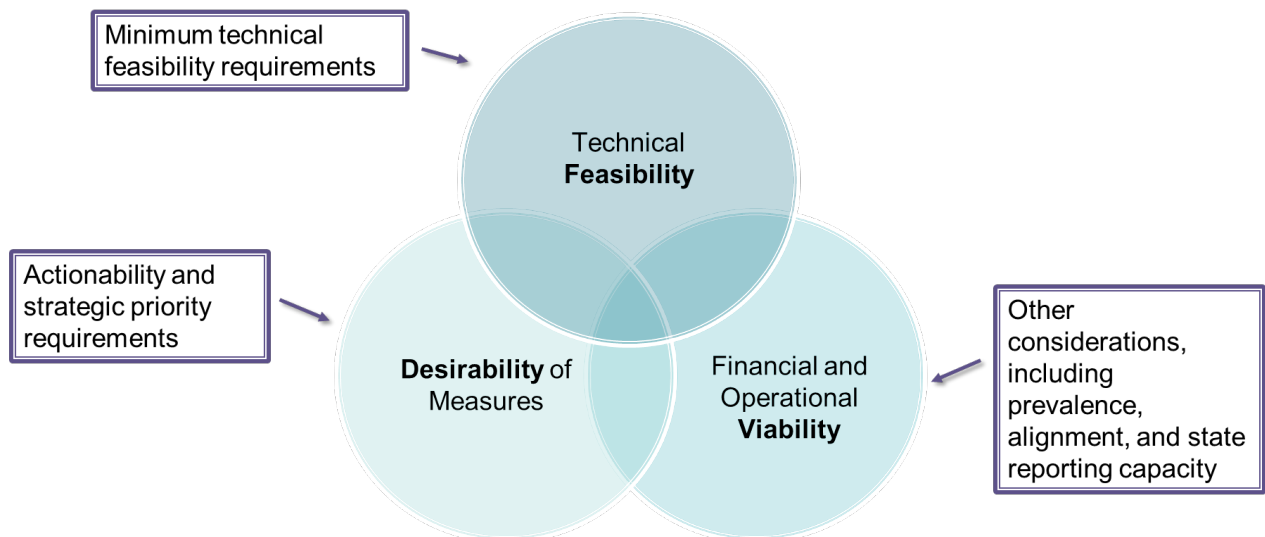 Minimum technical
feasibility requirements
Technical
Feasibility
Actionability and
strategic priority
requirements
Desirability of
Measures
Financial and
Operational
Viability
Other
considerations,
including
prevalence,
alignment, and state
reporting capacity